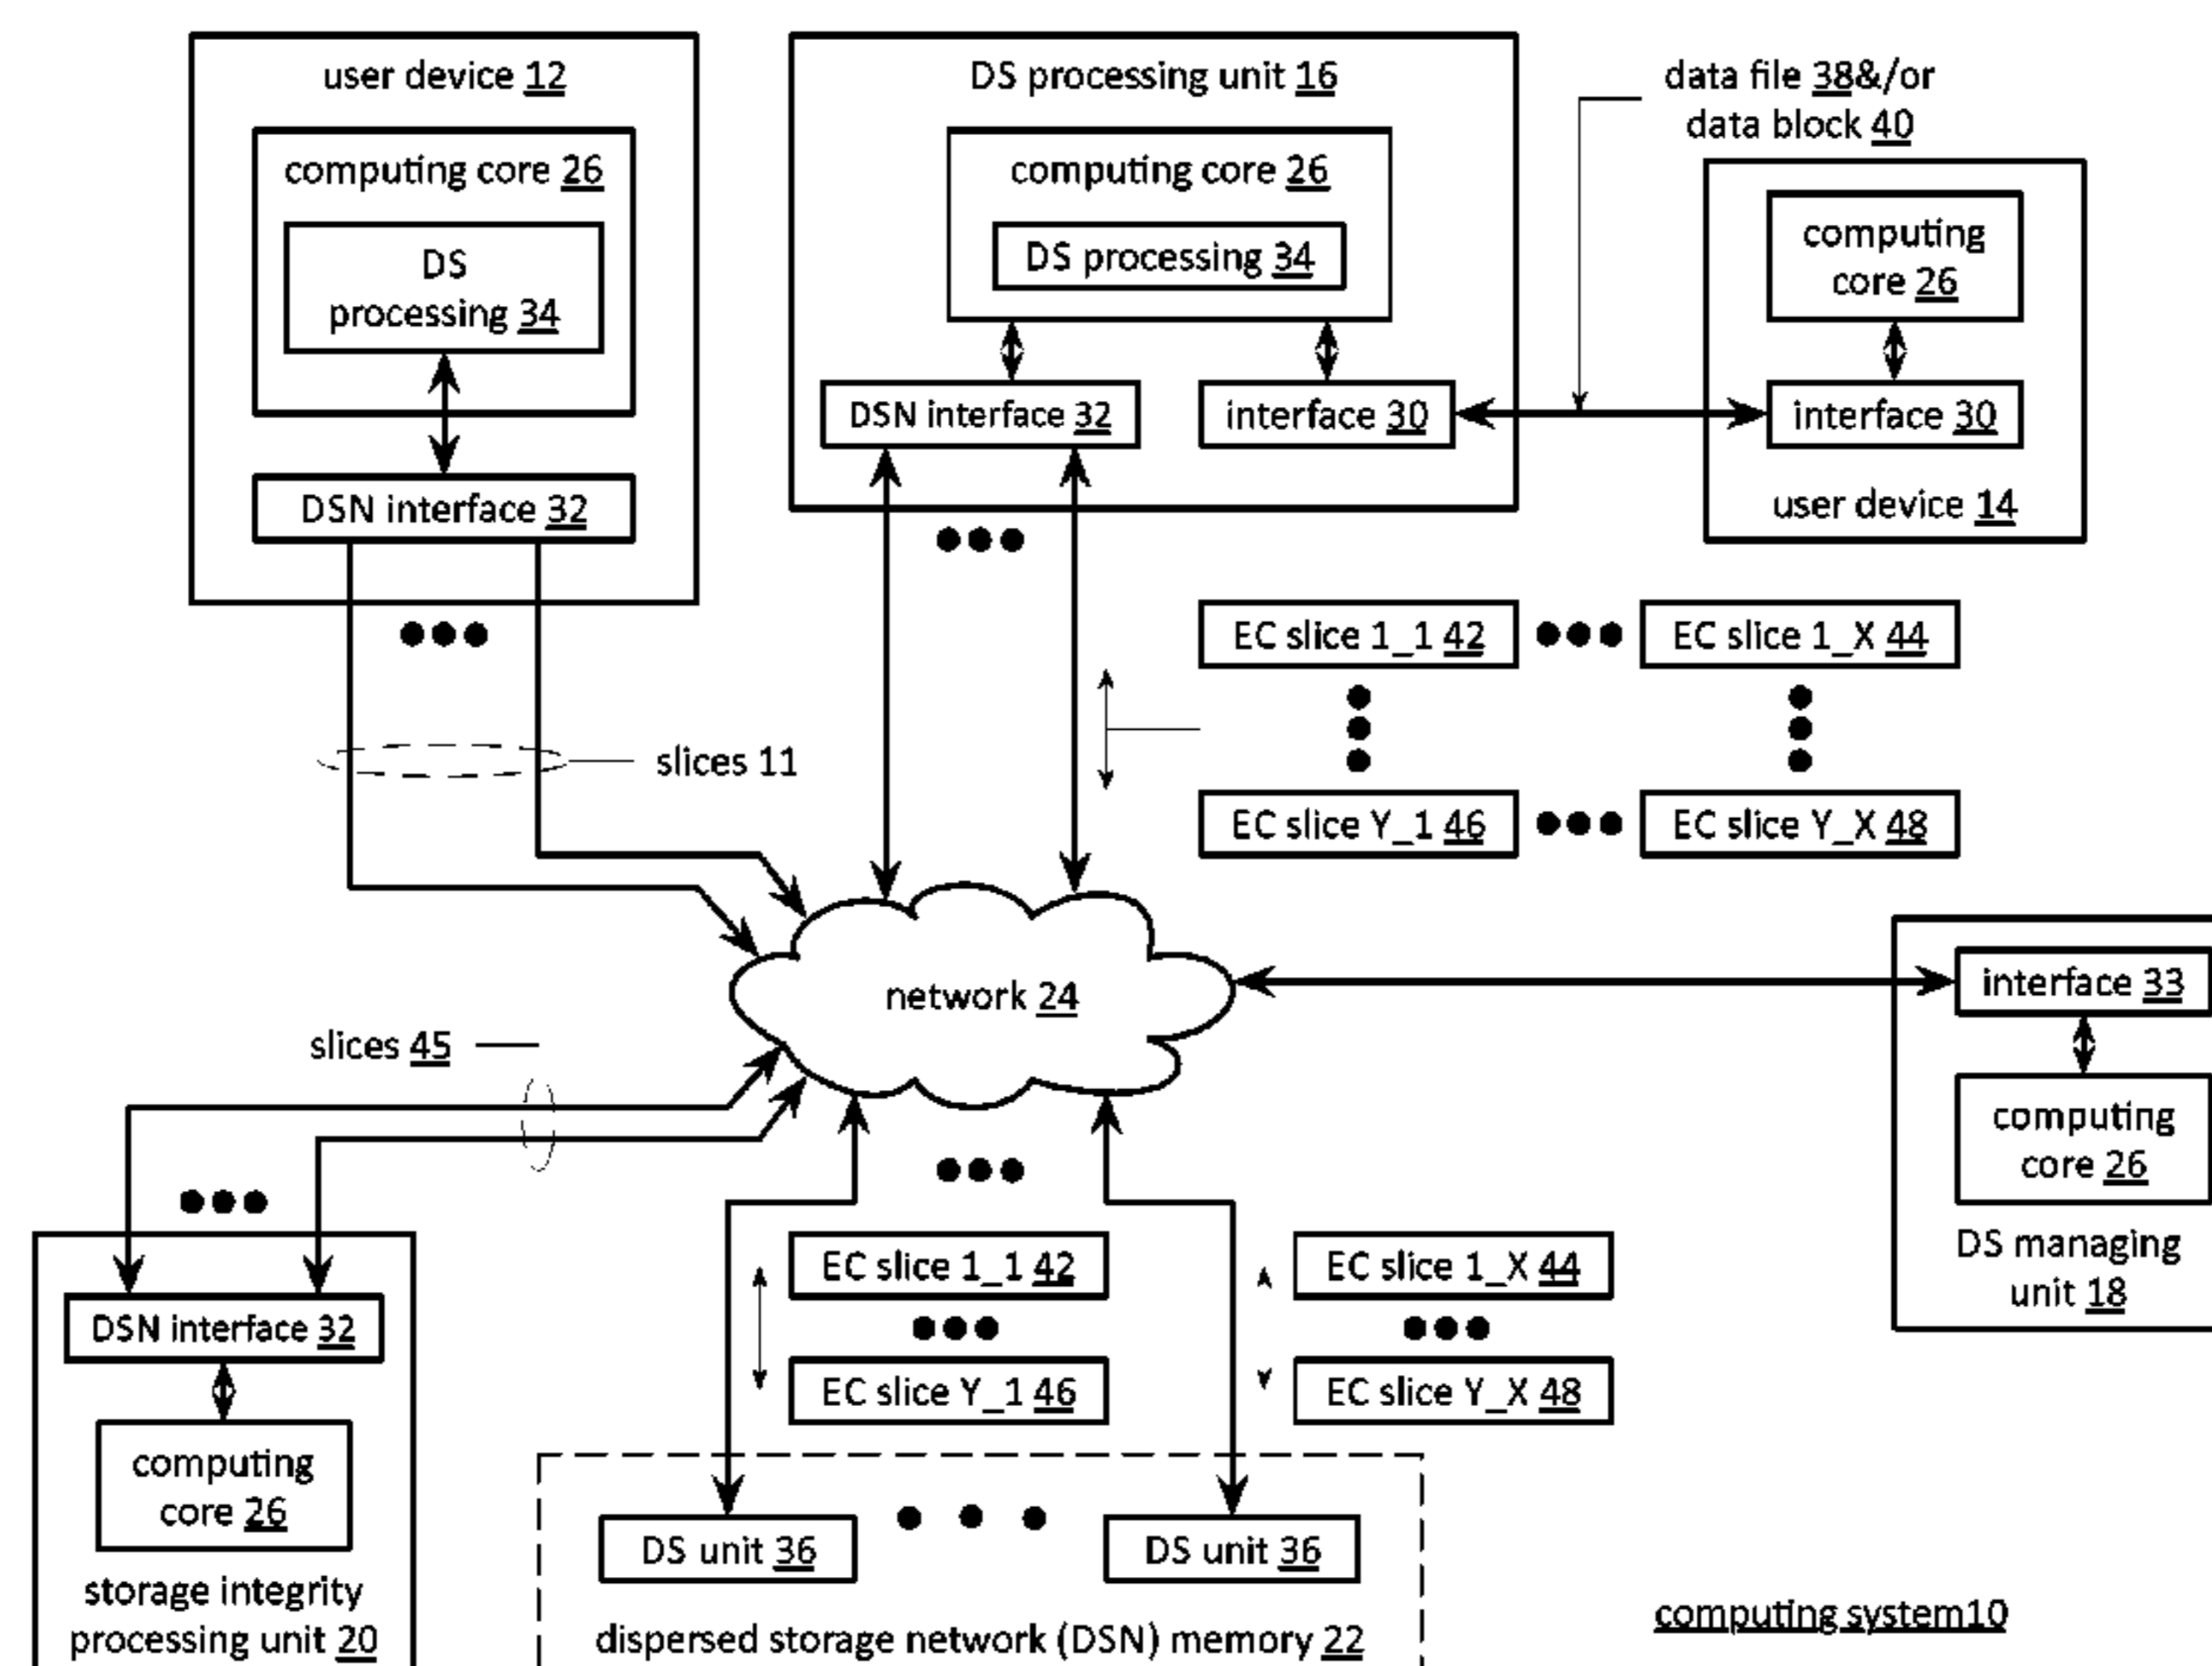 user device 12
computing core 26
DS
processing 34
DSN interface 32
slices 11
DS processing unit 16
computing core 26
DS processing 34
DSN interface 32
interface 30
data file 38&/or
data block 40
computing
core 26
interface 30
user device 14
EC slice 1_1 42
EC slice 1_X 44
EC slice Y_1 46
EC slice Y_X 48
network 24
interface 33
computing
core 26
DS managing
unit 18
slices 45
DSN interface 32
computing
core 26
storage integrity
processing unit 20
EC slice 1_1 42
EC slice 1_X 44
EC slice Y_1 46
EC slice Y_X 48
DS unit 36
DS unit 36
dispersed storage network (DSN) memory 22
computing system10